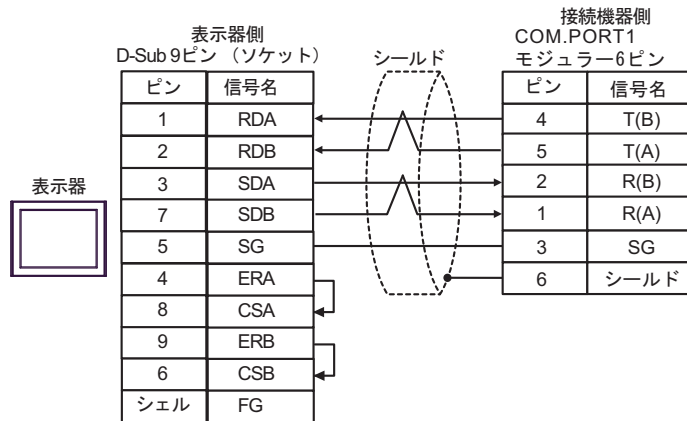 表示器側
D-Sub 9ピン (ソケット)
シールド
接続機器側
COM.PORT1
モジュラー6ピン
ピン 信号名
1 RDA
2 RDB
3 SDA
7 SDB
5 SG
4 ERA
8 CSA
9 ERB
6 CSB
シェル FG
表示器
ピン 信号名
4 T(B)
5 T(A)
2 R(B)
1 R(A)
3 SG
6 シールド